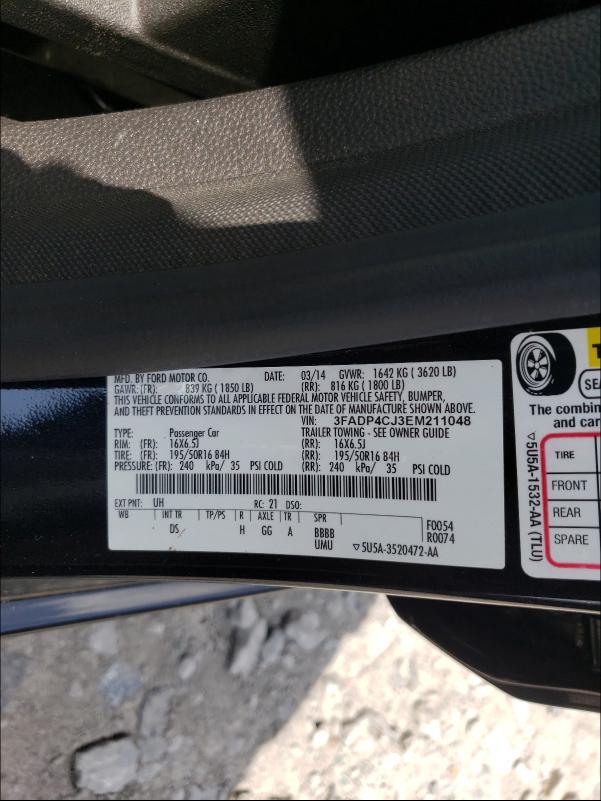 MFD. BY FORD MOTOR CO. DATE: 03/14 GVWR: 1642 KG ( 3620 LB)
GAWR: (FR): 839 KG ( 1850 LB) (RR): 816 KG ( 1800 LB)
THIS VEHICLE CONFORMS TO ALL APPLICABLE FEDERAL MOTOR VEHICLE SAFETY, BUMPER,
AND THEFT PREVENTION STANDARDS IN EFFECT ON THE DATE OF MANUFACTURE SHOWN ABOVE.
VIN: 3FADP4CJ3EM211048
TYPE: Passenger Car TRAILER TOWING - SEE OWNER GUIDE
RIM: (FR): 16X6.5J (RR): 16X6.5J
TIRE: (FR): 195/50R16 84H (RR): 195/50R16 84H
PRESSURE: (FR): 240 kPa/ 35 PSI COLD (RR): 240 kPa/ 35 PSI COLD
EXT PNT: UH RC: 21 DSO:
WB INT TR TP/PS R AXLE TR SPR F0054
DS H GG A BBBB R0074
UMU ▽5U5A-3520472-AA
T
SEA
The combin
and car
TIRE
FRONT
REAR
SPARE
▽5U5A-1532-AA (TLU)